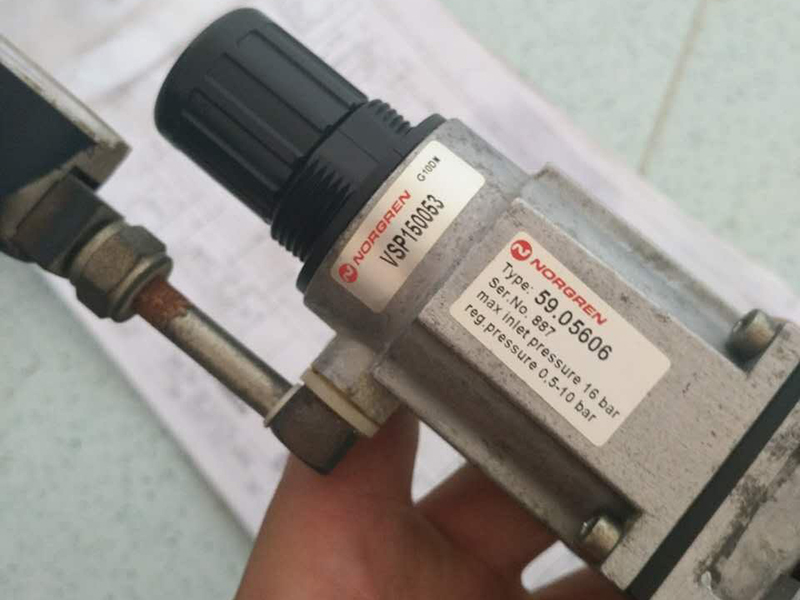 NORGREN
G10DW
VSP150053
NORGREN
Type: 59.05606
Ser.No. 887
max inlet pressure 16 bar
reg.pressure 0,5-10 bar